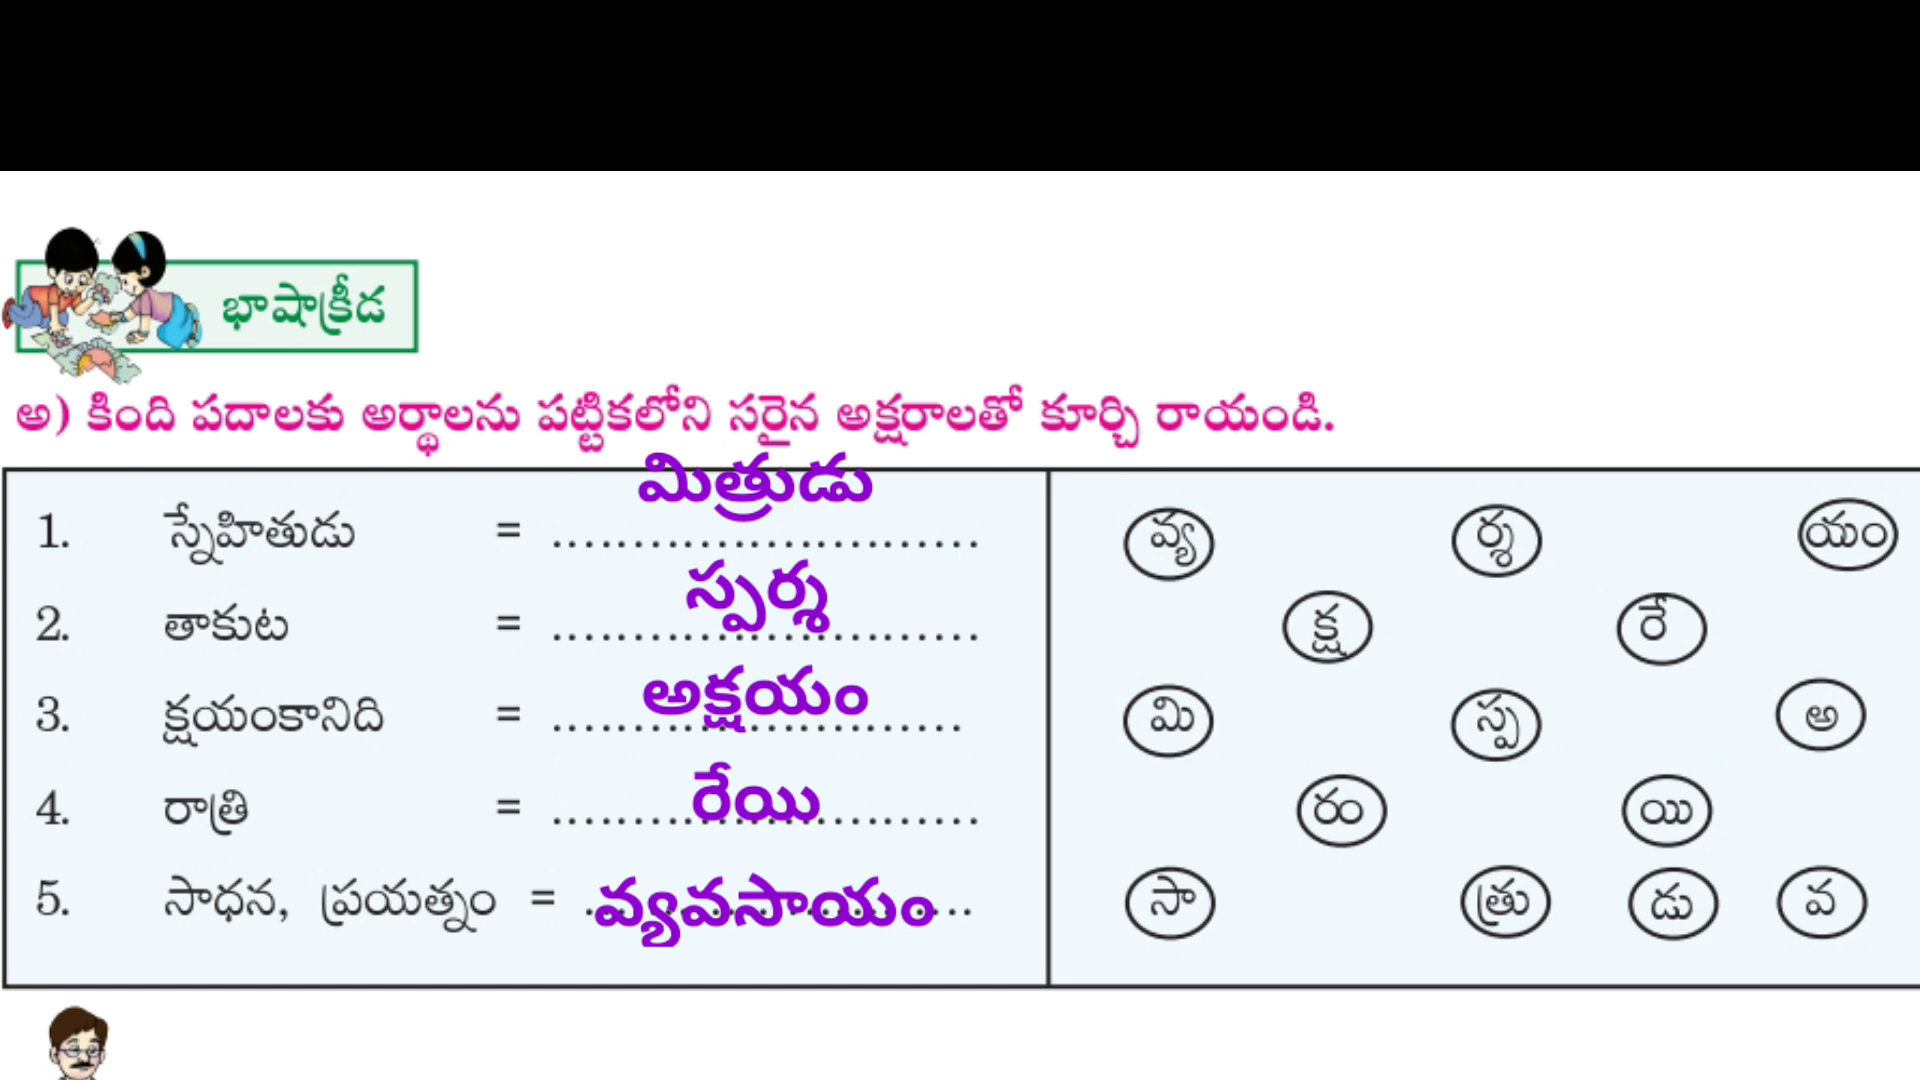 భాషాక్రీడ
అ) కింది పదాలకు అర్థాలను పట్టికలోని సరైన అక్షరాలతో కూర్చి రాయండి.
1. స్నేహితుడు = మిత్రుడు
2. తాకుట = స్పర్శ
3. క్షయంకానిది = అక్షయం
4. రాత్రి = రేయి
5. సాధన, ప్రయత్నం = వ్యవసాయం
వ్య ర్శ యం
క్ష రే
మి స్ప అ
రం యి
సా త్రు డు వ